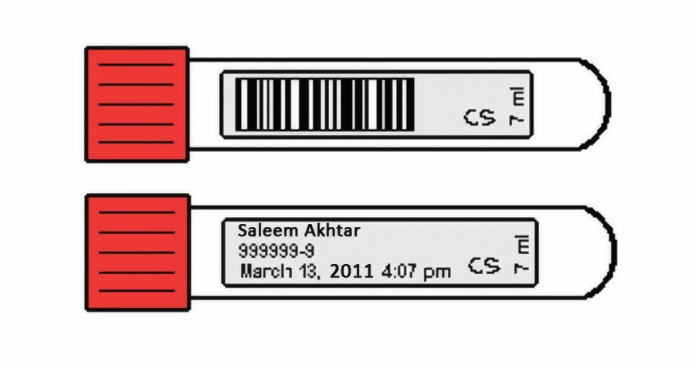 CS 7 ml
Saleem Akhtar
999999-9
March 13, 2011 4:07 pm CS 7 ml